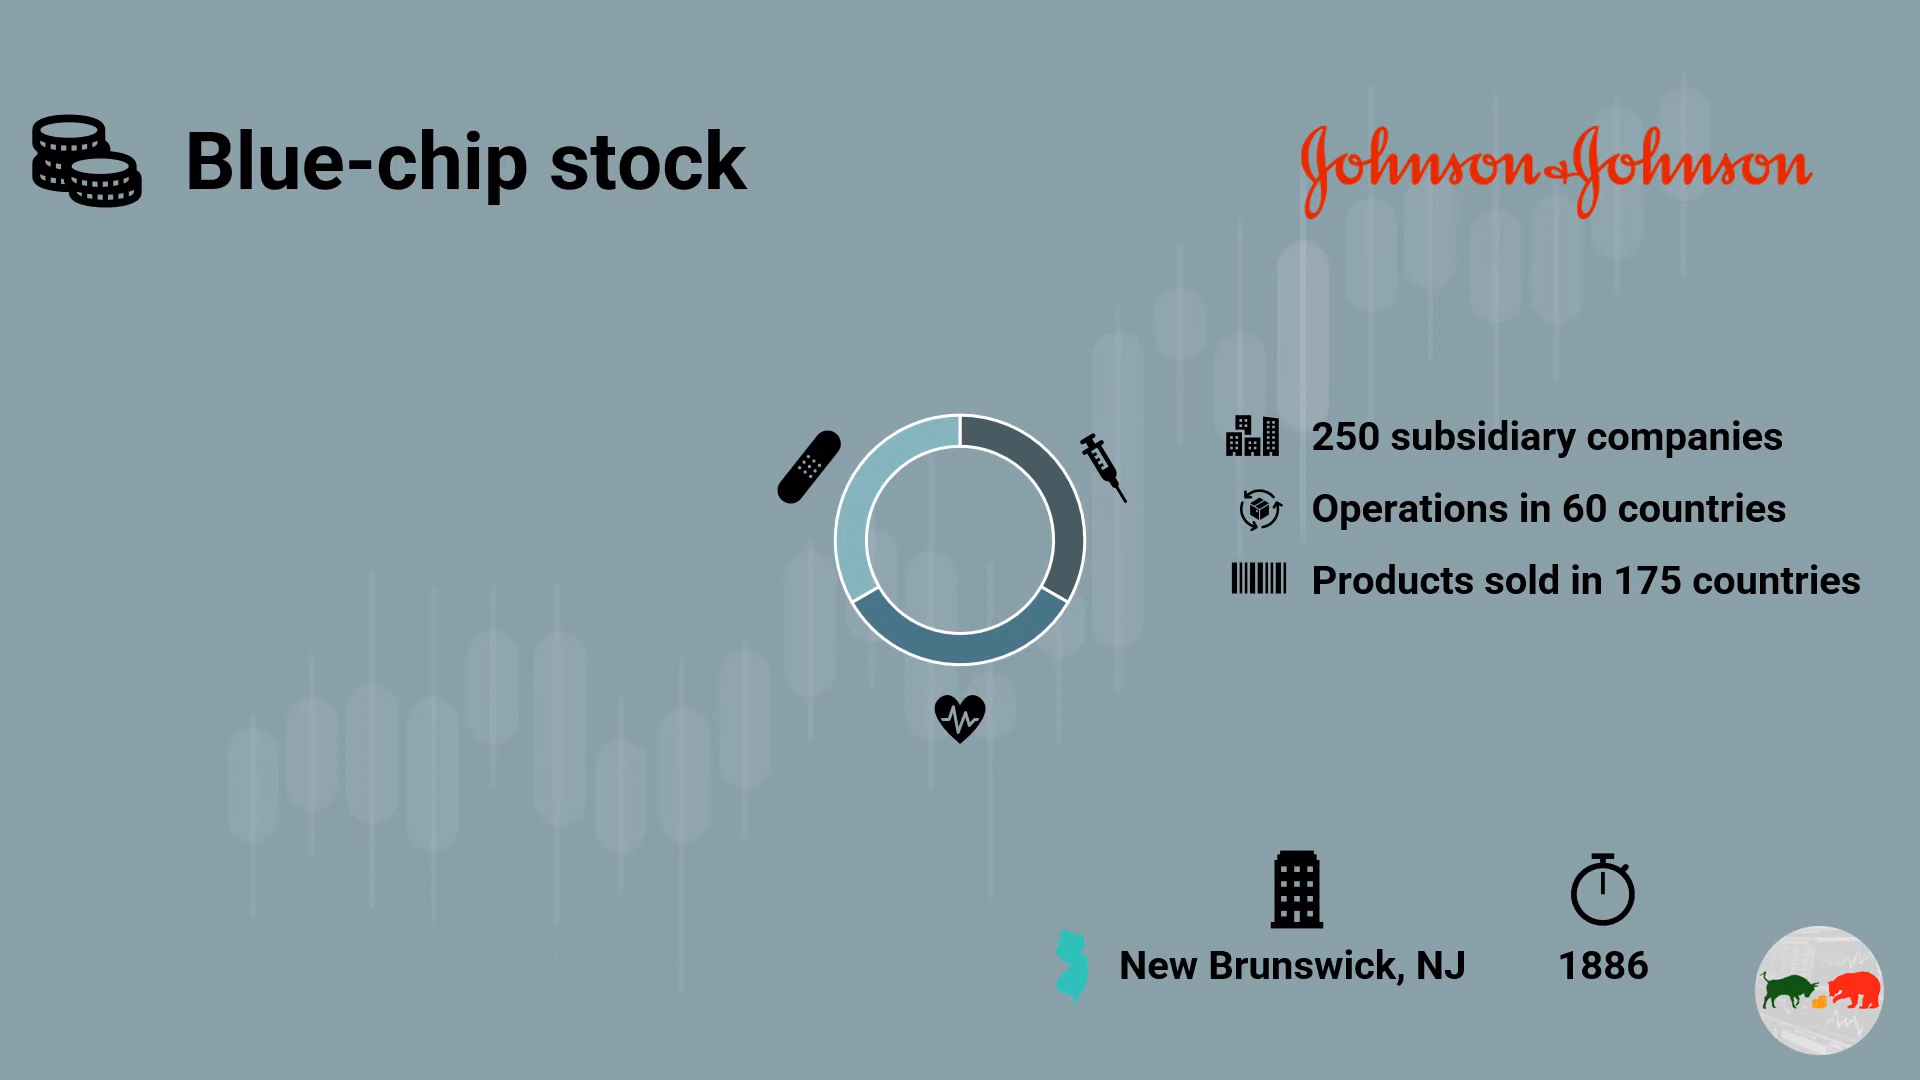 Blue-chip stock
Johnson & Johnson
250 subsidiary companies
Operations in 60 countries
Products sold in 175 countries
New Brunswick, NJ
1886